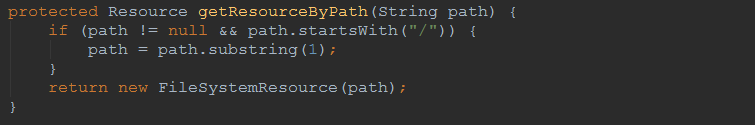 protected Resource getResourceByPath(String path) {
    if (path != null && path.startsWith("/")) {
        path = path.substring(1);
    }
    return new FileSystemResource(path);
}